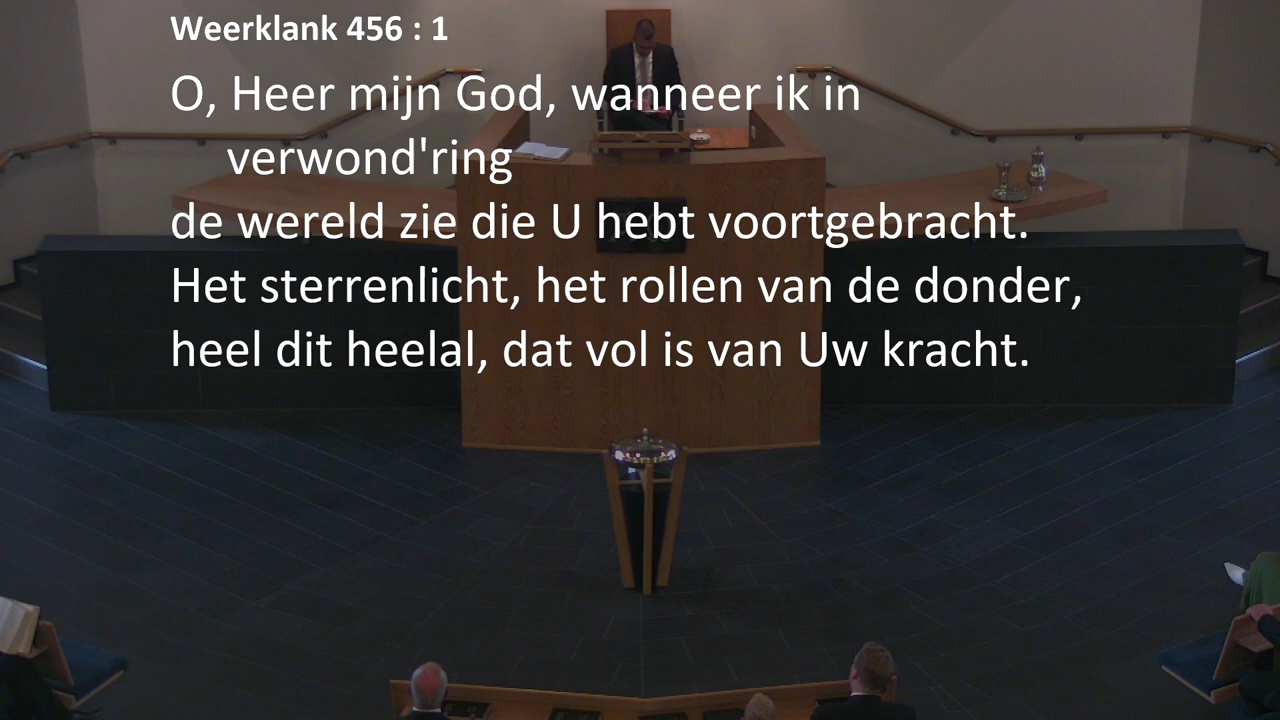 Weerklank 456 : 1
O, Heer mijn God, wanneer ik in
verwond'ring
de wereld zie die U hebt voortgebracht.
Het sterrenlicht, het rollen van de donder,
heel dit heelal, dat vol is van Uw kracht.